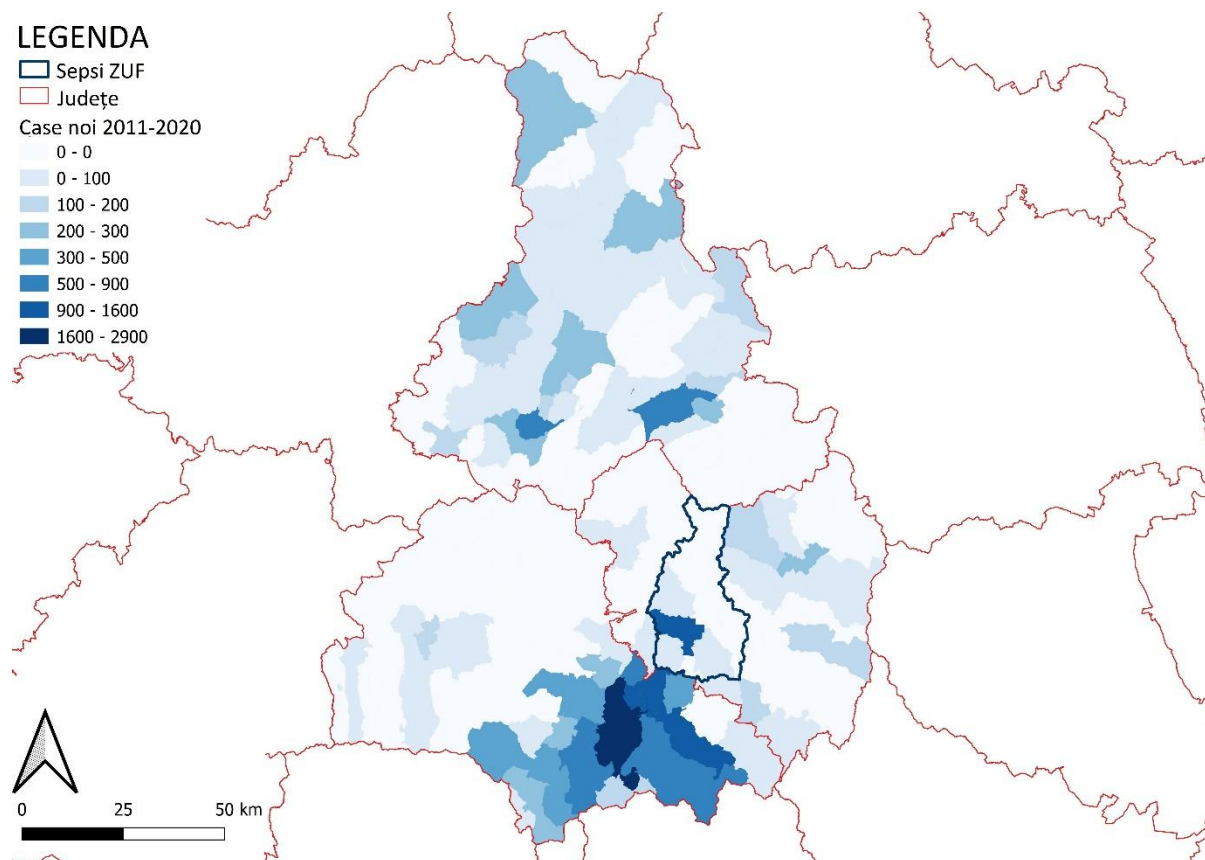 LEGENDA
Sepsi ZUF
Județe
Case noi 2011-2020
0 - 0
0 - 100
100 - 200
200 - 300
300 - 500
500 - 900
900 - 1600
1600 - 2900
0 25 50 km